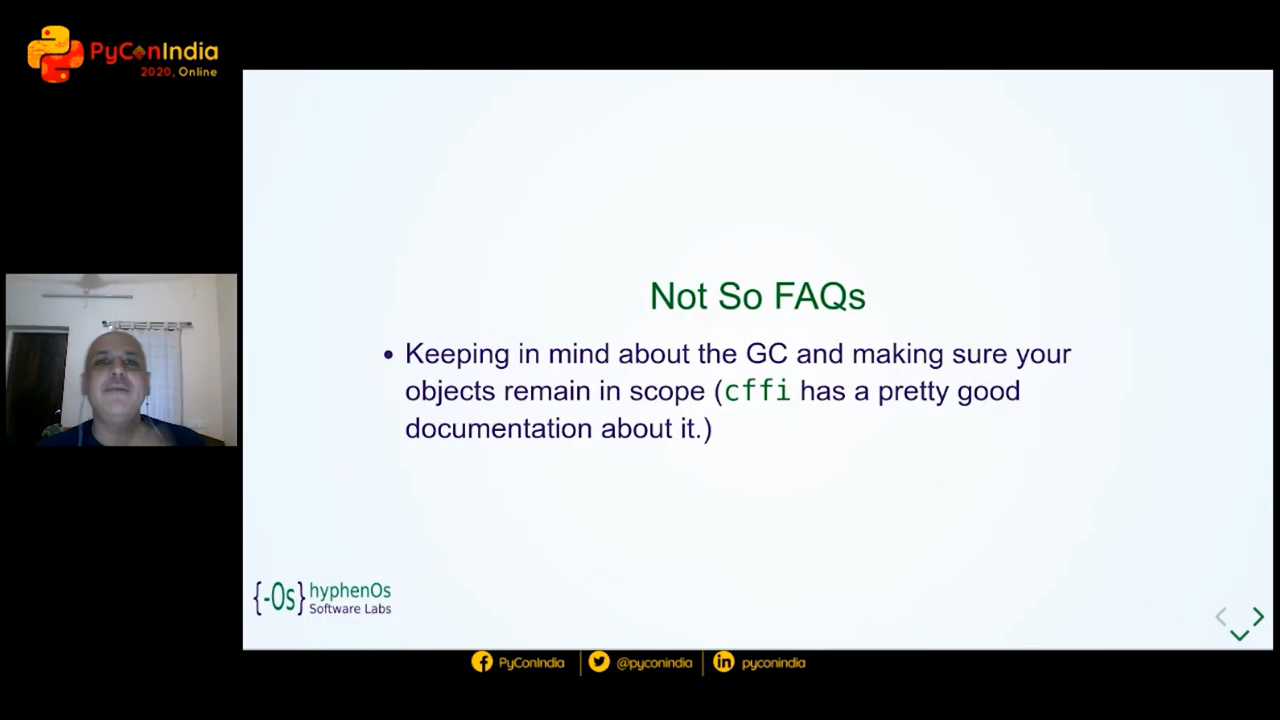 PyConIndia
2020, Online
Not So FAQs
• Keeping in mind about the GC and making sure your
objects remain in scope (cffi has a pretty good
documentation about it.)
{-Os} hyphenOs
Software Labs
PyConIndia
@pyconindia
pyconindia